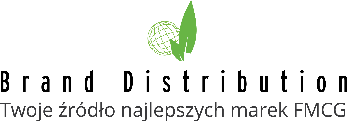 Brand Distribution
Twoje źródło najlepszych marek FMCG